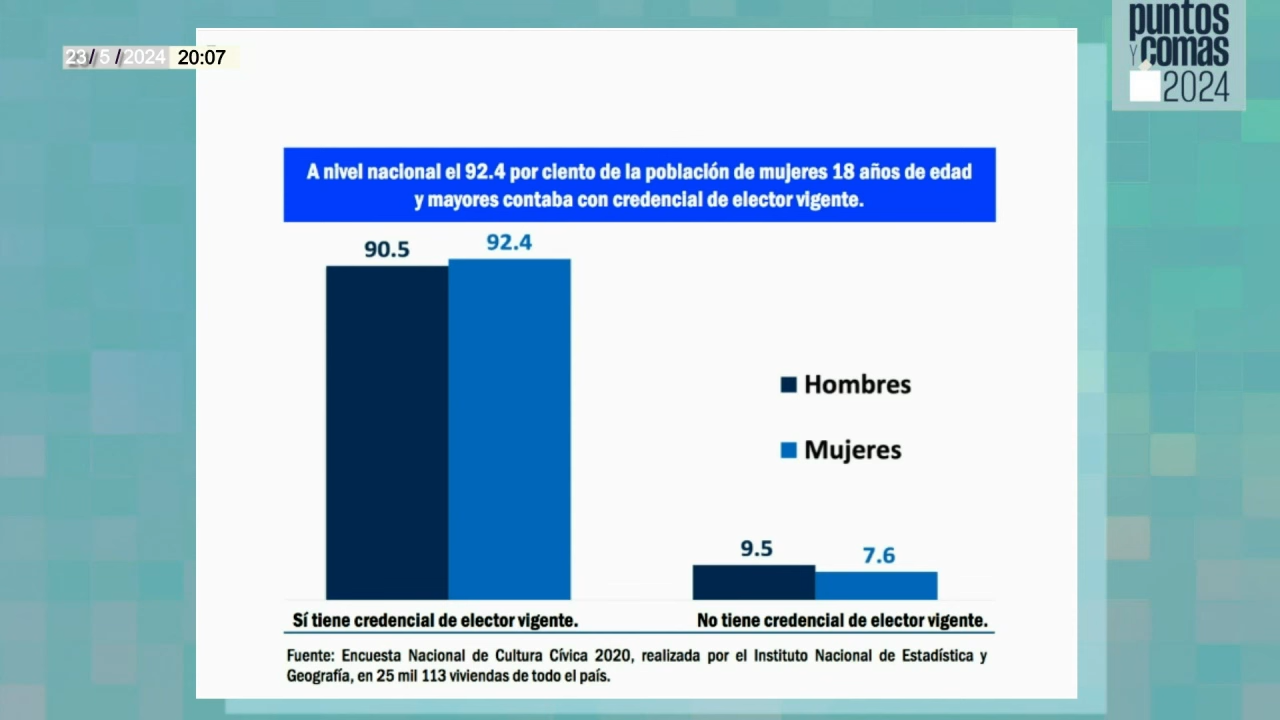 puntos
Y comas
2024
23/ 5 /2024 20:07
A nivel nacional el 92.4 por ciento de la población de mujeres 18 años de edad
y mayores contaba con credencial de elector vigente.
90.5
92.4
Hombres
Mujeres
9.5
7.6
Sí tiene credencial de elector vigente.
No tiene credencial de elector vigente.
Fuente: Encuesta Nacional de Cultura Cívica 2020, realizada por el Instituto Nacional de Estadística y
Geografía, en 25 mil 113 viviendas de todo el país.